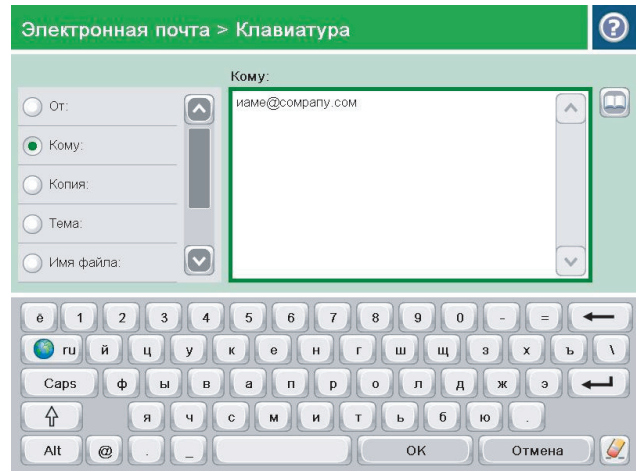 Электронная почта > Клавиатура
?
Кому:
От:
Кому:
Копия:
Тема:
Имя файла:
иаме@company.com
ё 1 2 3 4 5 6 7 8 9 0 - =
ru й ц у к е н г ш щ з х ъ \
Caps ф ы в а п р о л д ж э
я ч с м и т ь б ю .
Alt @ . _ OK Отмена